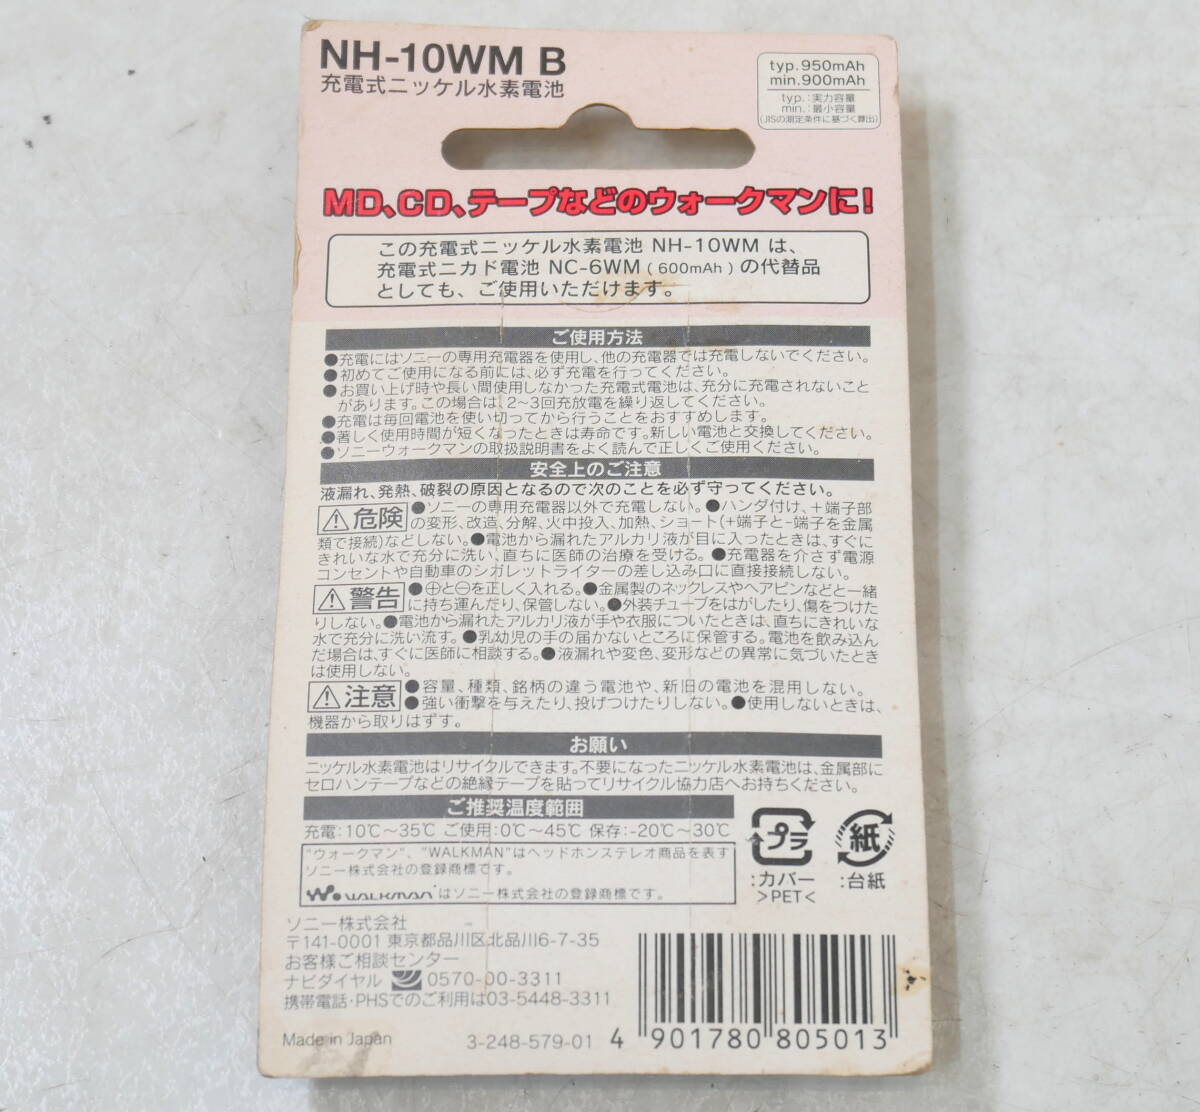 NH-10WM B
充電式ニッケル水素電池
typ.950mAh
min.900mAh
typ.:実力容量
min.:最小容量
(JISの測定条件に基づく算出)
MD、CD、テープなどのウォークマンに!
この充電式ニッケル水素電池 NH-10WM は、
充電式ニカド電池 NC-6WM (600mAh) の代替品
としても、ご使用いただけます。
ご使用方法
●充電にはソニーの専用充電器を使用し、他の充電器では充電しないでください。
●初めてご使用になる前には、必ず充電を行ってください。
●お買い上げ時や長い間使用しなかった充電式電池は、充分に充電されないこと
があります。この場合は、2~3回充放電を繰り返してください。
●充電は毎回電池を使い切ってから行うことをおすすめします。
●著しく使用時間が短くなったときは寿命です。新しい電池と交換してください。
●ソニーウォークマンの取扱説明書をよく読んで正しくご使用ください。
安全上のご注意
液漏れ、発熱、破裂の原因となるので次のことを必ず守ってください。
⚠危険 ●ソニーの専用充電器以外で充電しない。●ハンダ付け、+端子部
の変形、改造、分解、火中投入、加熱、ショート(+端子と-端子を金属
類で接続)などしない。●電池から漏れたアルカリ液が目に入ったときは、すぐに
きれいな水で充分に洗い、直ちに医師の治療を受ける。●充電器を介さず電源
コンセントや自動車のシガレットライターの差し込み口に直接接続しない。
⚠警告 ●⊕と⊖を正しく入れる。●金属製のネックレスやヘアピンなどと一緒
に持ち運んだり、保管しない。●外装チューブをはがしたり、傷をつけた
りしない。●電池から漏れたアルカリ液が手や衣服についたときは、直ちにきれいな
水で充分に洗い流す。●乳幼児の手の届かないところに保管する。電池を飲み込ん
だ場合は、すぐに医師に相談する。●液漏れや変色、変形などの異常に気づいたとき
は使用しない。
⚠注意 ●容量、種類、銘柄の違う電池や、新旧の電池を混用しない。
●強い衝撃を与えたり、投げつけたりしない。●使用しないときは、
機器から取りはずす。
お願い
ニッケル水素電池はリサイクルできます。不要になったニッケル水素電池は、金属部に
セロハンテープなどの絶縁テープを貼ってリサイクル協力店へお持ちください。
ご推奨温度範囲
充電:10℃~35℃ ご使用:0℃~45℃ 保存:-20℃~30℃
"ウォークマン"、"WALKMAN"はヘッドホンステレオ商品を表す
ソニー株式会社の登録商標です。
W. WALKMAN はソニー株式会社の登録商標です。
プラ
:カバー
>PET<
紙
:台紙
ソニー株式会社
〒141-0001 東京都品川区北品川6-7-35
お客様ご相談センター
ナビダイヤル 0570-00-3311
携帯電話・PHSでのご利用は03-5448-3311
Made in Japan
3-248-579-01
4 901780 805013